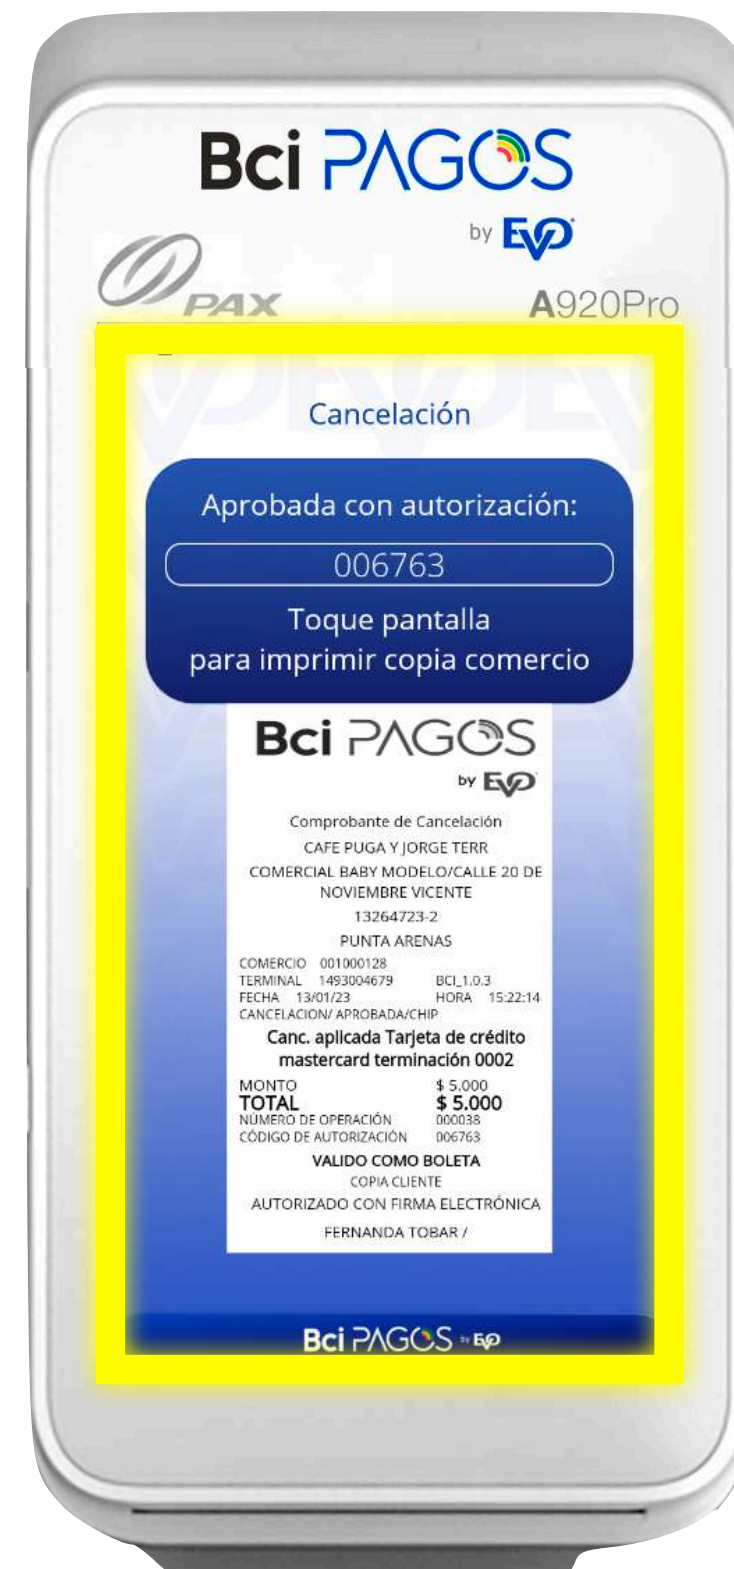 Bci PAGOS
by EVO
PAX
A920Pro
Cancelación
Aprobada con autorización:
006763
Toque pantalla
para imprimir copia comercio
Bci PAGOS
by EVO
Comprobante de Cancelación
CAFE PUGA Y JORGE TERR
COMERCIAL BABY MODELO/CALLE 20 DE
NOVIEMBRE VICENTE
13264723-2
PUNTA ARENAS
COMERCIO 001000128
TERMINAL 1493004679 BCI_1.0.3
FECHA 13/01/23 HORA 15:22:14
CANCELACION/ APROBADA/CHIP
Canc. aplicada Tarjeta de crédito
mastercard terminación 0002
MONTO $ 5.000
TOTAL $ 5.000
NÚMERO DE OPERACIÓN 000038
CÓDIGO DE AUTORIZACIÓN 006763
VALIDO COMO BOLETA
COPIA CLIENTE
AUTORIZADO CON FIRMA ELECTRÓNICA
FERNANDA TOBAR /
Bci PAGOS by EVO